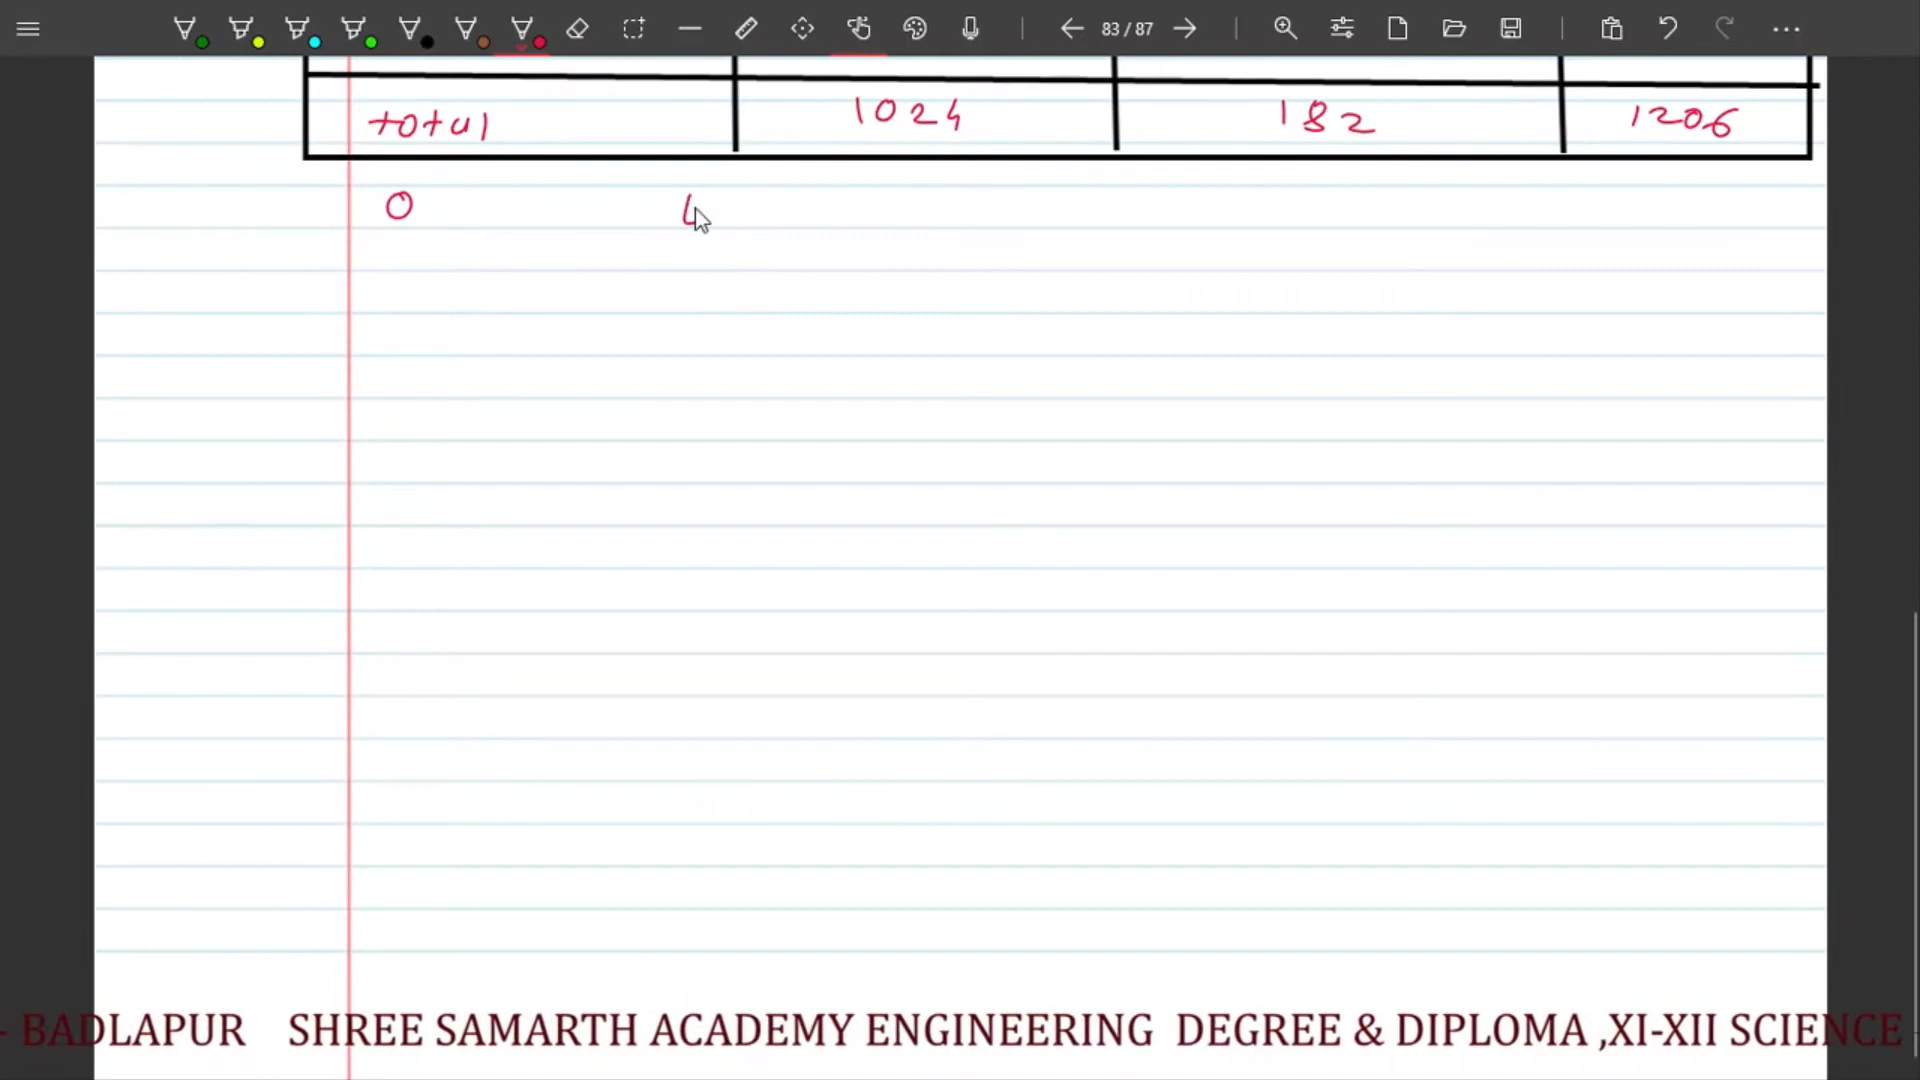 83 / 87
total 1024 182 1206
0
- BADLAPUR SHREE SAMARTH ACADEMY ENGINEERING DEGREE & DIPLOMA ,XI-XII SCIENCE